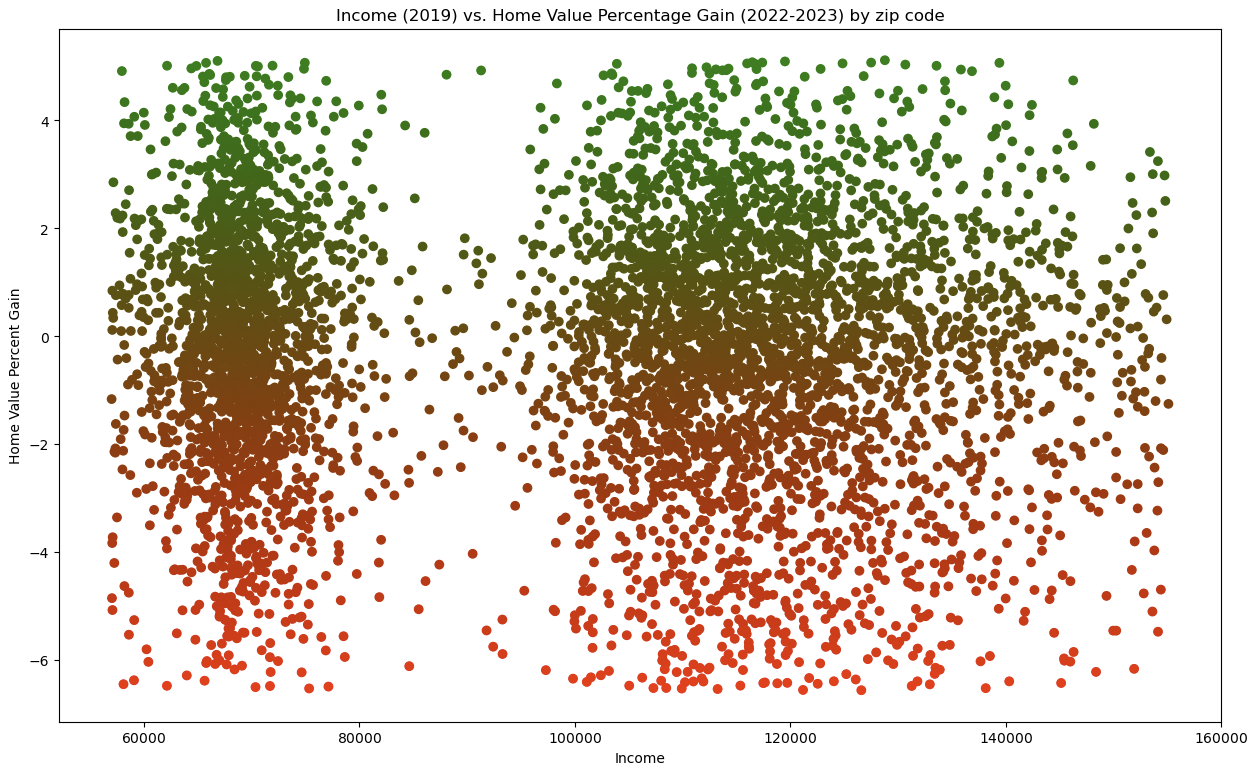 Income (2019) vs. Home Value Percentage Gain (2022-2023) by zip code
Home Value Percent Gain
4
2
0
−2
−4
−6
60000 80000 100000 120000 140000 160000
Income